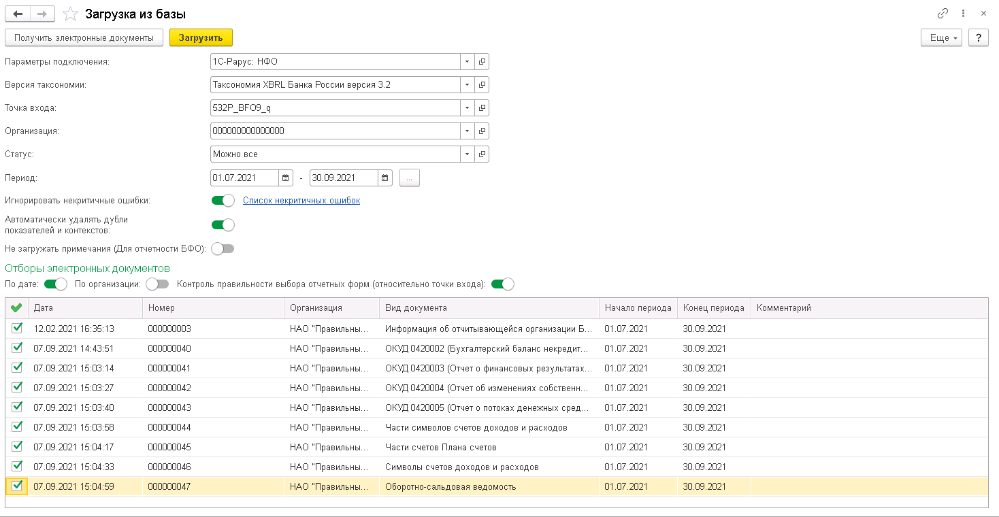 Загрузка из базы
Получить электронные документы Загрузить Еще ?
Параметры подключения: 1С-Рарус: НФО
Версия таксономии: Таксономия XBRL Банка России версия 3.2
Точка входа: 532P_BFO9_q
Организация: 000000000000000
Статус: Можно все
Период: 01.07.2021 - 30.09.2021 ...
Игнорировать некритичные ошибки: Список некритичных ошибок
Автоматически удалять дубли
показателей и контекстов:
Не загружать примечания (Для отчетности БФО):
Отборы электронных документов
По дате: По организации: Контроль правильности выбора отчетных форм (относительно точки входа):
Дата Номер Организация Вид документа Начало периода Конец периода Комментарий
12.02.2021 16:35:13 000000003 НАО "Правильны... Информация об отчитывающейся организации Б... 01.07.2021 30.09.2021
07.09.2021 14:43:51 000000040 НАО "Правильны... ОКУД 0420002 (Бухгалтерский баланс некредит... 01.07.2021 30.09.2021
07.09.2021 15:03:14 000000041 НАО "Правильны... ОКУД 0420003 (Отчет о финансовых результатах... 01.07.2021 30.09.2021
07.09.2021 15:03:27 000000042 НАО "Правильны... ОКУД 0420004 (Отчет об изменениях собственн... 01.07.2021 30.09.2021
07.09.2021 15:03:40 000000043 НАО "Правильны... ОКУД 0420005 (Отчет о потоках денежных сред... 01.07.2021 30.09.2021
07.09.2021 15:03:58 000000044 НАО "Правильны... Части символов счетов доходов и расходов 01.07.2021 30.09.2021
07.09.2021 15:04:17 000000045 НАО "Правильны... Части счетов Плана счетов 01.07.2021 30.09.2021
07.09.2021 15:04:33 000000046 НАО "Правильны... Символы счетов доходов и расходов 01.07.2021 30.09.2021
07.09.2021 15:04:59 000000047 НАО "Правильны... Оборотно-сальдовая ведомость 01.07.2021 30.09.2021